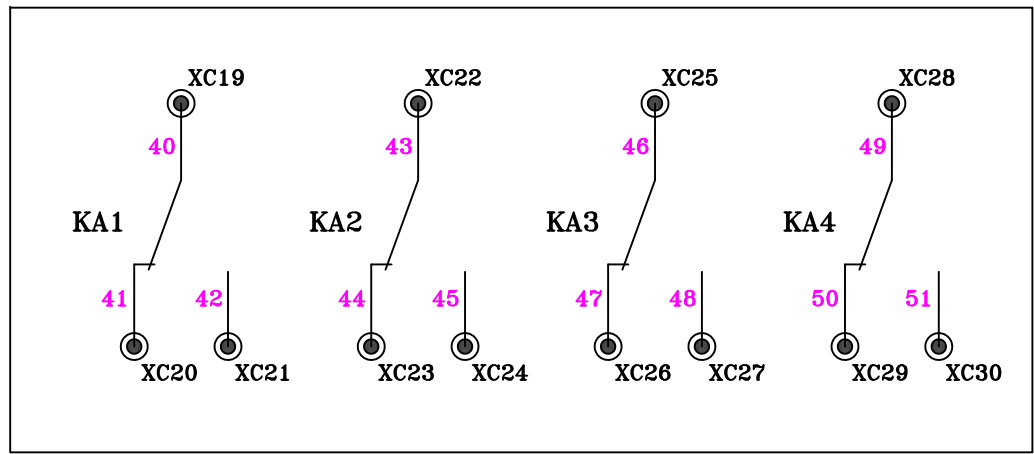 XC19 XC22 XC25 XC28
40 43 46 49
KA1 KA2 KA3 KA4
41 42 44 45 47 48 50 51
XC20 XC21 XC23 XC24 XC26 XC27 XC29 XC30